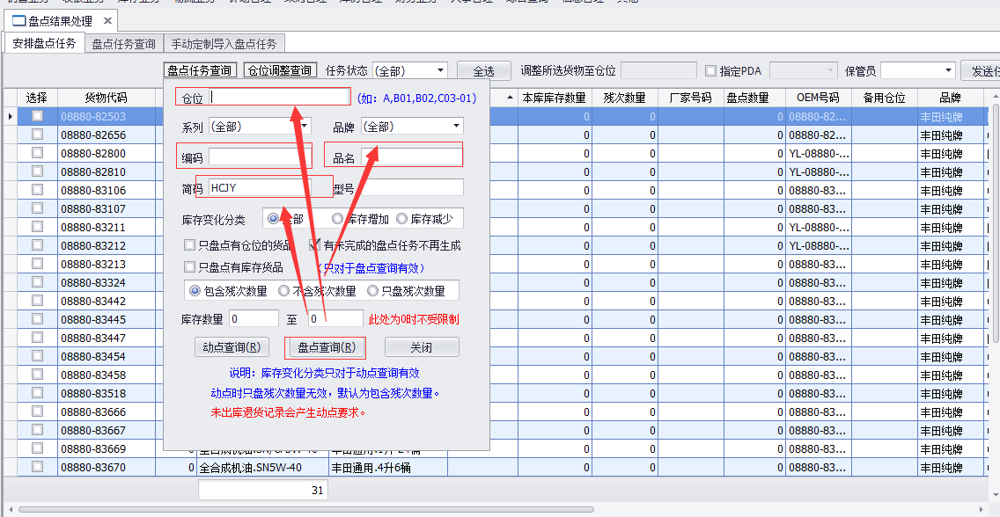 盘点结果处理
安排盘点任务 盘点任务查询 手动定制导入盘点任务
盘点任务查询 仓位调整查询 任务状态 (全部) 全选 调整所选货物至仓位 指定PDA 保管员 发送任
选择 货物代码 本库库存数量 残次数量 厂家号码 盘点数量 OEM号码 备用仓位 品牌
仓位 (如：A,B01,B02,C03-01)
系列 (全部) 品牌 (全部)
编码 品名
简码 HCJY 型号
库存变化分类 全部 库存增加 库存减少
只盘点有仓位的货品 有未完成的盘点任务不再生成
只盘点有库存货品 (只对于盘点查询有效)
包含残次数量 不含残次数量 只盘残次数量
库存数量 0 至 0 此处为0时不受限制
动点查询(R) 盘点查询(R) 关闭
说明：库存变化分类只对于动点查询有效
动点时只盘残次数量无效，默认为包含残次数量。
未出库退货记录会产生动点要求。
08880-82503 0 0 0 08880-82... 丰田纯牌
08880-82656 0 0 0 08880-82... 丰田纯牌
08880-82800 0 0 0 YL-08880-... 丰田纯牌
08880-82810 0 0 0 YL-08880-... 丰田纯牌
08880-83106 0 0 0 08880-83... 丰田纯牌
08880-83107 0 0 0 08880-83... 丰田纯牌
08880-83211 0 0 0 YL-08880-... 丰田纯牌
08880-83212 0 0 0 YL-08880-... 丰田纯牌
08880-83213 0 0 0 08880-83... 丰田纯牌
08880-83324 0 0 0 08880-83... 丰田纯牌
08880-83442 0 0 0 08880-83... 丰田纯牌
08880-83445 0 0 0 08880-83... 丰田纯牌
08880-83447 0 0 0 08880-83... 丰田纯牌
08880-83454 0 0 0 08880-83... 丰田纯牌
08880-83458 0 0 0 08880-83... 丰田纯牌
08880-83518 0 0 0 08880-83... 丰田纯牌
08880-83666 0 0 0 08880-83... 丰田纯牌
08880-83667 0 0 0 08880-83... 丰田纯牌
08880-83669 0 0 0 08880-83... 丰田纯牌
08880-83670 0 全合成机油.SN5W-40 丰田通用.4升6桶 0 0 0 08880-83... 丰田纯牌
31